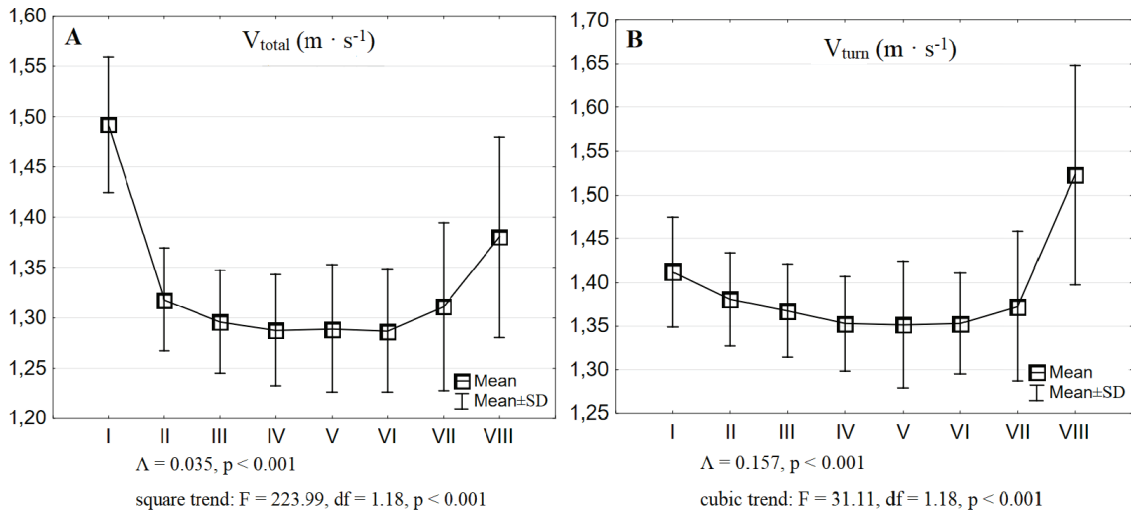 A
V_total (m · s⁻¹)
1,60
1,55
1,50
1,45
1,40
1,35
1,30
1,25
1,20
Mean
Mean±SD
I II III IV V VI VII VIII
Λ = 0.035, p < 0.001
square trend: F = 223.99, df = 1.18, p < 0.001
B
V_turn (m · s⁻¹)
1,70
1,65
1,60
1,55
1,50
1,45
1,40
1,35
1,30
1,25
Mean
Mean±SD
I II III IV V VI VII VIII
Λ = 0.157, p < 0.001
cubic trend: F = 31.11, df = 1.18, p < 0.001